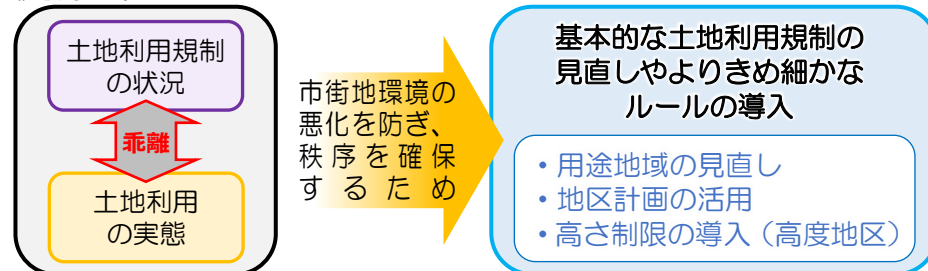 土地利用規制
の状況
乖離
土地利用
の実態
市街地環境の
悪化を防ぎ、
秩序を確保
するため
基本的な土地利用規制の
見直しやよりきめ細かな
ルールの導入
・用途地域の見直し
・地区計画の活用
・高さ制限の導入（高度地区）